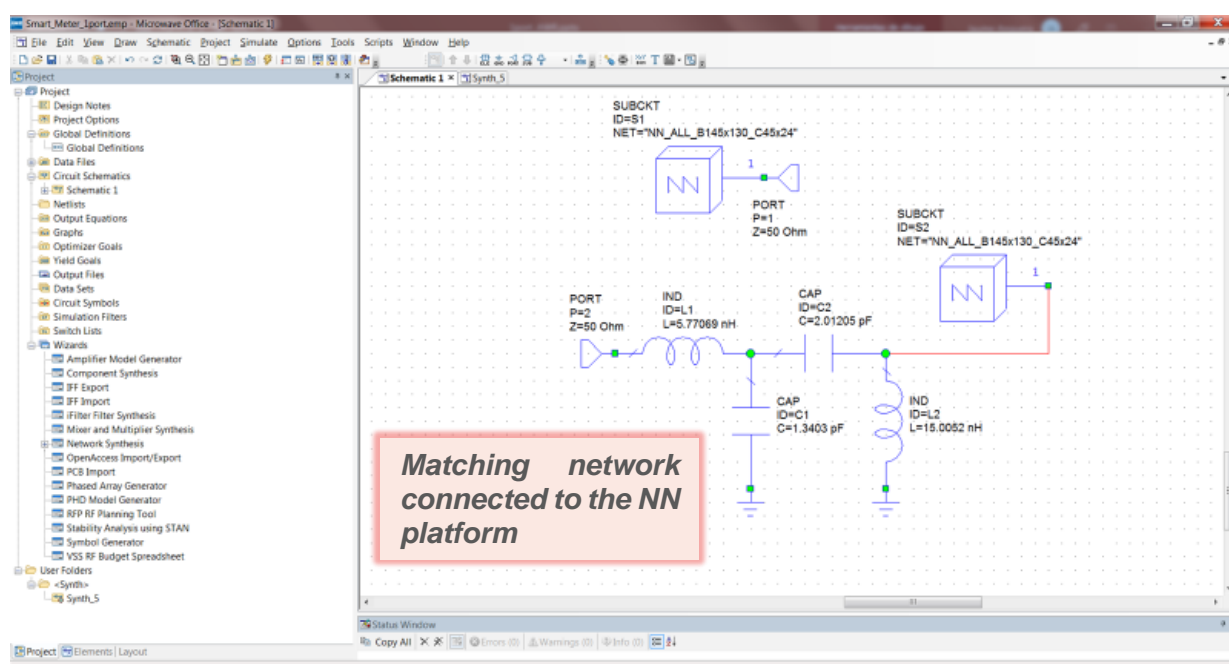 Smart_Meter_1port.emp - Microwave Office - [Schematic 1]
File Edit View Draw Schematic Project Simulate Options Tools Scripts Window Help
Project
Schematic 1 × Synth_5
Project
Design Notes
Project Options
Global Definitions
Global Definitions
Data Files
Circuit Schematics
Schematic 1
Netlists
Output Equations
Graphs
Optimizer Goals
Yield Goals
Output Files
Data Sets
Circuit Symbols
Simulation Filters
Switch Lists
Wizards
Amplifier Model Generator
Component Synthesis
IFF Export
IFF Import
iFilter Filter Synthesis
Mixer and Multiplier Synthesis
Network Synthesis
OpenAccess Import/Export
PCB Import
Phased Array Generator
PHD Model Generator
RFP RF Planning Tool
Stability Analysis using STAN
Symbol Generator
VSS RF Budget Spreadsheet
User Folders
<Synth>
Synth_5
Project Elements Layout
SUBCKT
ID=S1
NET="NN_ALL_B145x130_C45x24"
NN
1
PORT
P=1
Z=50 Ohm
SUBCKT
ID=S2
NET="NN_ALL_B145x130_C45x24"
NN
1
PORT
P=2
Z=50 Ohm
IND
ID=L1
L=5.77069 nH
CAP
ID=C2
C=2.01205 pF
CAP
ID=C1
C=1.3403 pF
IND
ID=L2
L=15.0052 nH
Matching network
connected to the NN
platform
Status Window
Copy All Errors (0) Warnings (0) Info (0)